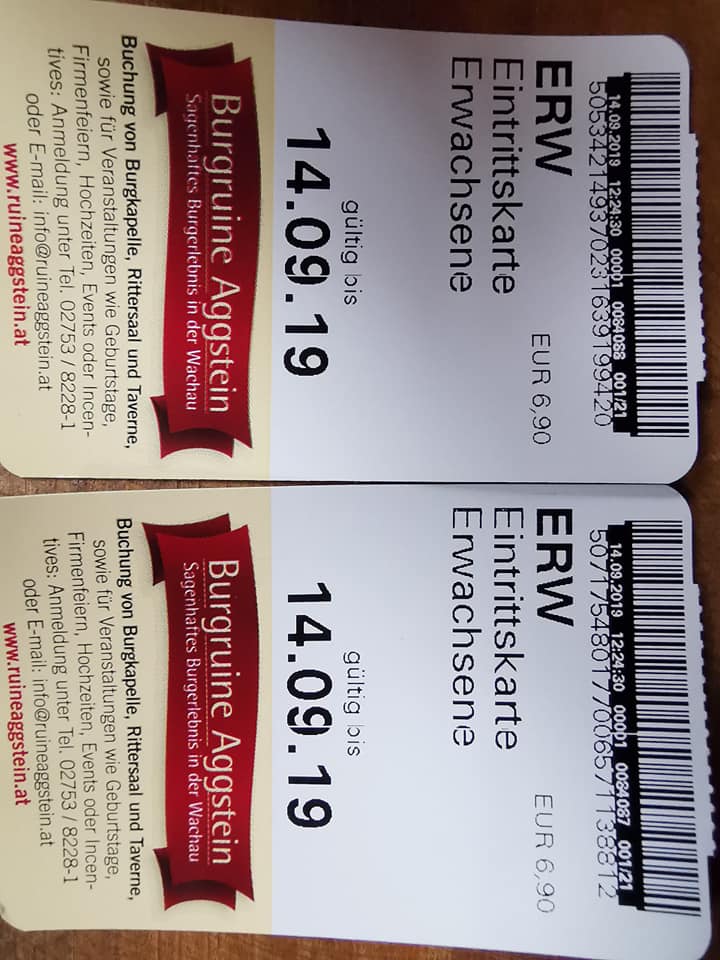 14.09.2019 12:24:30 00001 0084088 001/21
505342149370231639199420
ERW
Eintrittskarte
Erwachsene
EUR 6,90
gültig bis
14.09.19
Burgruine Aggstein
Sagenhaftes Burgerlebnis in der Wachau
Buchung von Burgkapelle, Rittersaal und Taverne,
sowie für Veranstaltungen wie Geburtstage,
Firmenfeiern, Hochzeiten, Events oder Incen-
tives: Anmeldung unter Tel. 02753 / 8228-1
oder E-mail: info@ruineaggstein.at
www.ruineaggstein.at
14.09.2019 12:24:30 00001 0084087 001/21
507175480177006571138812
ERW
Eintrittskarte
Erwachsene
EUR 6,90
gültig bis
14.09.19
Burgruine Aggstein
Sagenhaftes Burgerlebnis in der Wachau
Buchung von Burgkapelle, Rittersaal und Taverne,
sowie für Veranstaltungen wie Geburtstage,
Firmenfeiern, Hochzeiten, Events oder Incen-
tives: Anmeldung unter Tel. 02753 / 8228-1
oder E-mail: info@ruineaggstein.at
www.ruineaggstein.at